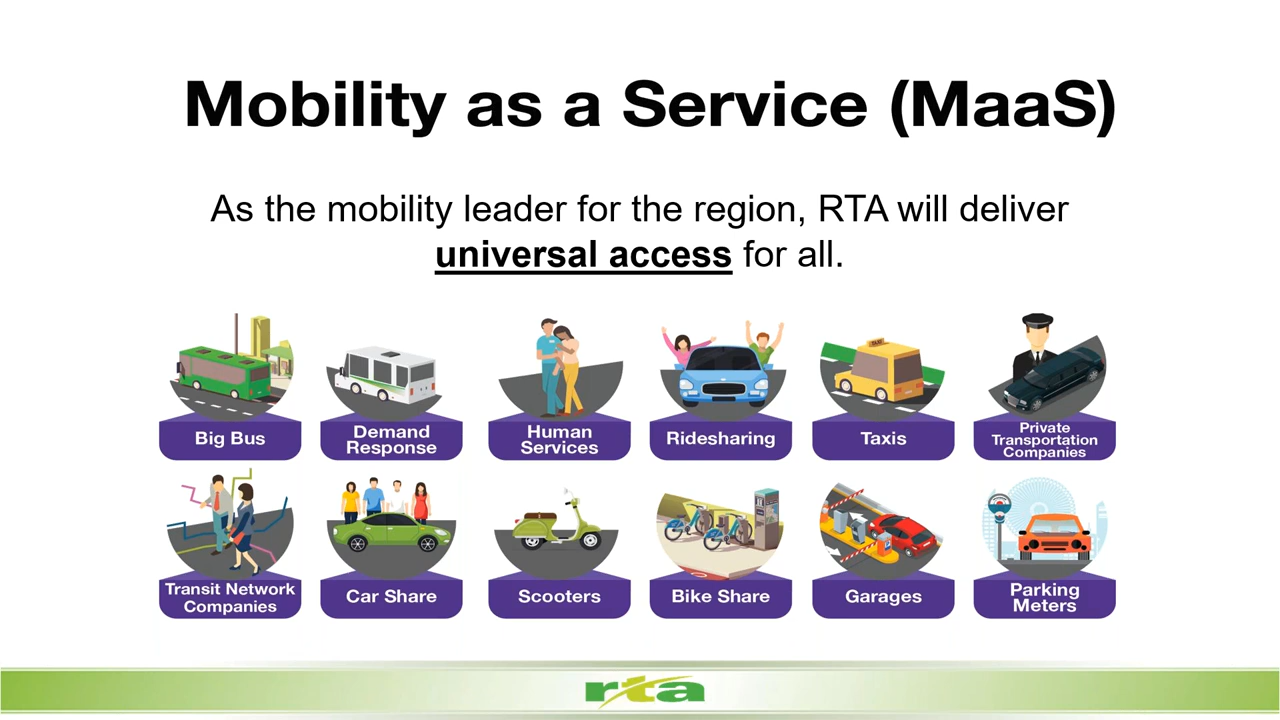 Mobility as a Service (MaaS)
As the mobility leader for the region, RTA will deliver
universal access for all.
TAXI
Big Bus
Demand
Response
Human
Services
Ridesharing
Taxis
Private
Transportation
Companies
Transit Network
Companies
Car Share
Scooters
Bike Share
Garages
Parking
Meters
rta